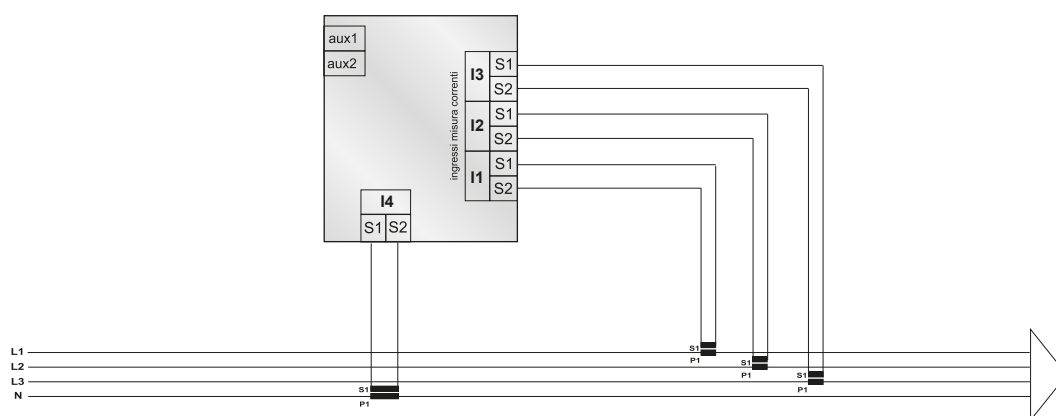 aux1
aux2
ingressi misura correnti
I3
S1
S2
I2
S1
S2
I1
S1
S2
I4
S1 S2
L1
L2
L3
N
S1
P1
S1
P1
S1
P1
S1
P1